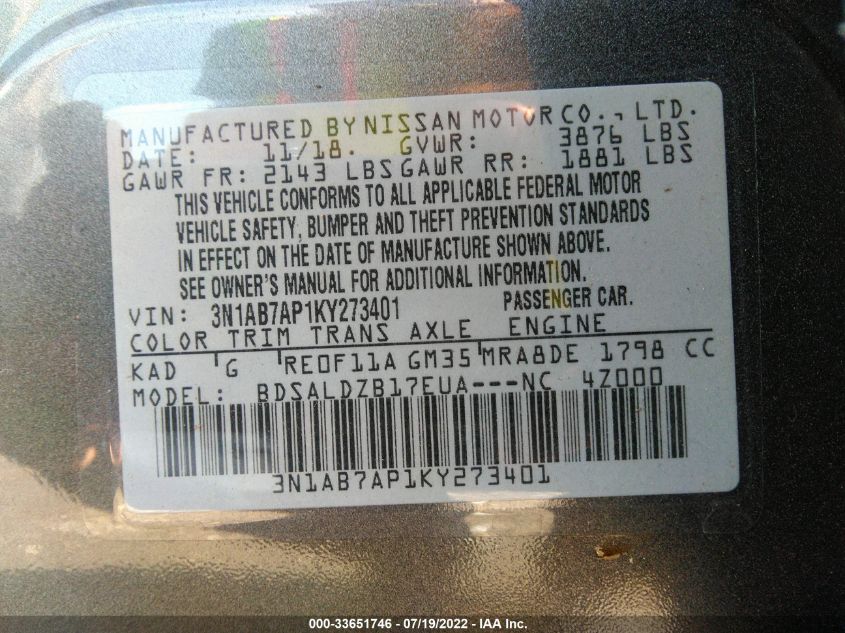 MANUFACTURED BY NISSAN MOTOR CO., LTD.
DATE: 11/18. GVWR: 3876 LBS
GAWR FR: 2143 LBS GAWR RR: 1881 LBS
THIS VEHICLE CONFORMS TO ALL APPLICABLE FEDERAL MOTOR
VEHICLE SAFETY, BUMPER AND THEFT PREVENTION STANDARDS
IN EFFECT ON THE DATE OF MANUFACTURE SHOWN ABOVE.
SEE OWNER'S MANUAL FOR ADDITIONAL INFORMATION.
VIN: 3N1AB7AP1KY273401 PASSENGER CAR.
COLOR TRIM TRANS AXLE ENGINE
KAD G RE0F11A GM35 MRA8DE 1798 CC
MODEL: BDSALDZB17EUA---NC 4Z000
3N1AB7AP1KY273401
000-33651746 - 07/19/2022 - IAA Inc.